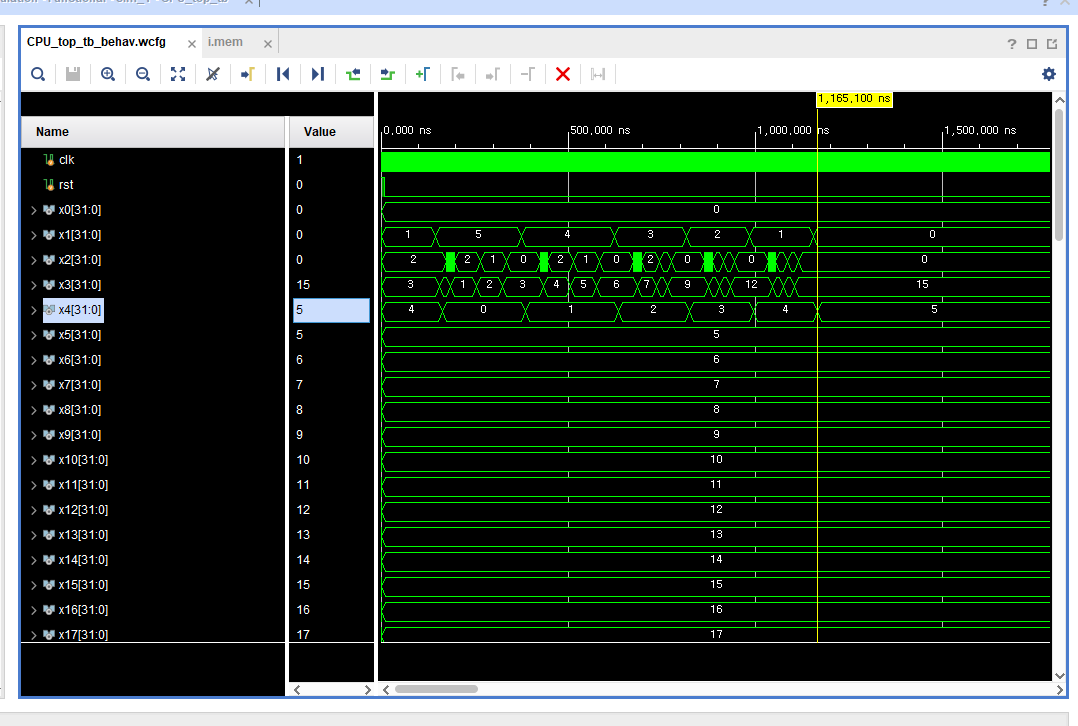 CPU_top_tb_behav.wcfg i.mem
1,165,100 ns
Name Value 0,000 ns 500,000 ns 1,000,000 ns 1,500,000 ns
clk 1
rst 0
x0[31:0] 0 0
x1[31:0] 0 1 5 4 3 2 1 0
x2[31:0] 0 2 2 1 0 2 1 0 2 0 0 0
x3[31:0] 15 3 1 2 3 4 5 6 7 9 12 15
x4[31:0] 5 4 0 1 2 3 4 5
x5[31:0] 5 5
x6[31:0] 6 6
x7[31:0] 7 7
x8[31:0] 8 8
x9[31:0] 9 9
x10[31:0] 10 10
x11[31:0] 11 11
x12[31:0] 12 12
x13[31:0] 13 13
x14[31:0] 14 14
x15[31:0] 15 15
x16[31:0] 16 16
x17[31:0] 17 17